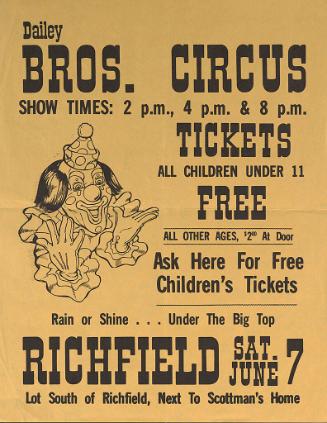 Dailey
BROS. CIRCUS
SHOW TIMES: 2 p.m., 4 p.m. & 8 p.m.
TICKETS
ALL CHILDREN UNDER 11
FREE
ALL OTHER AGES, $2.00 At Door
Ask Here For Free
Children's Tickets
Rain or Shine . . . Under The Big Top
RICHFIELD SAT. JUNE 7
Lot South of Richfield, Next To Scottman's Home